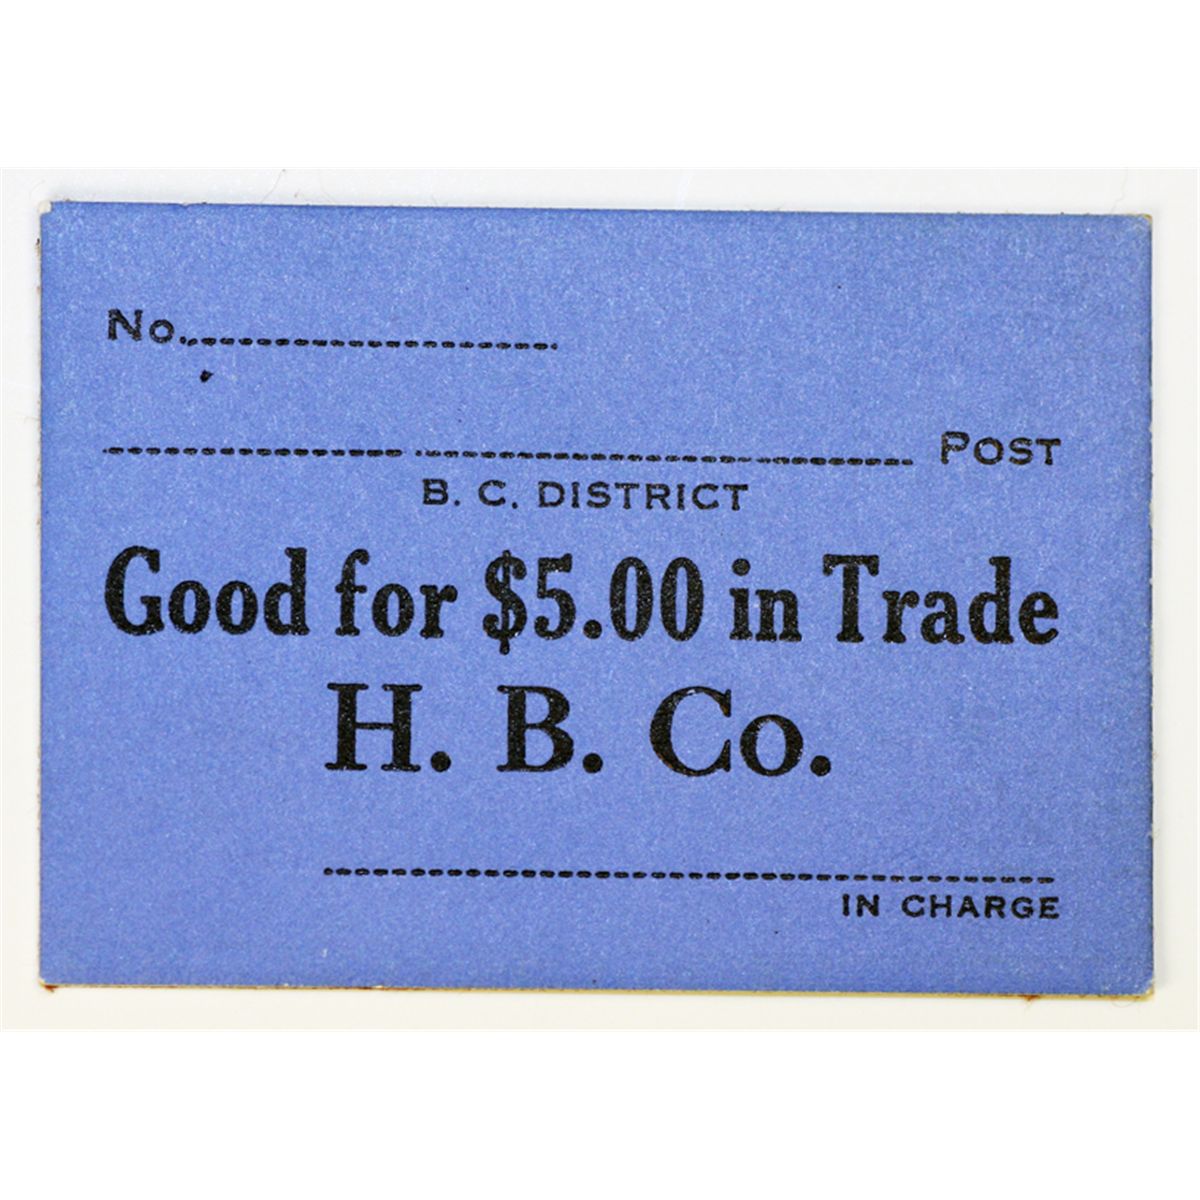 No.
Post
B. C. DISTRICT
Good for $5.00 in Trade
H. B. Co.
IN CHARGE